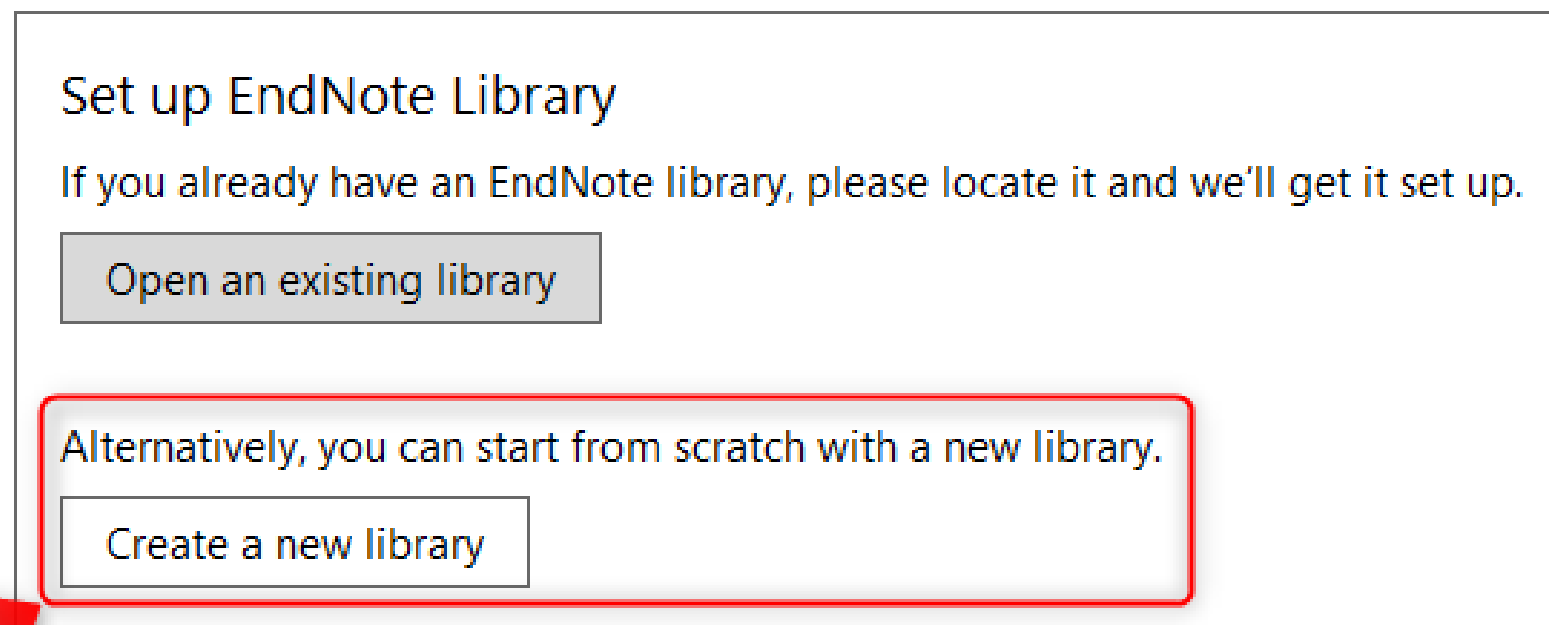 Set up EndNote Library
If you already have an EndNote library, please locate it and we'll get it set up.
Open an existing library
Alternatively, you can start from scratch with a new library.
Create a new library